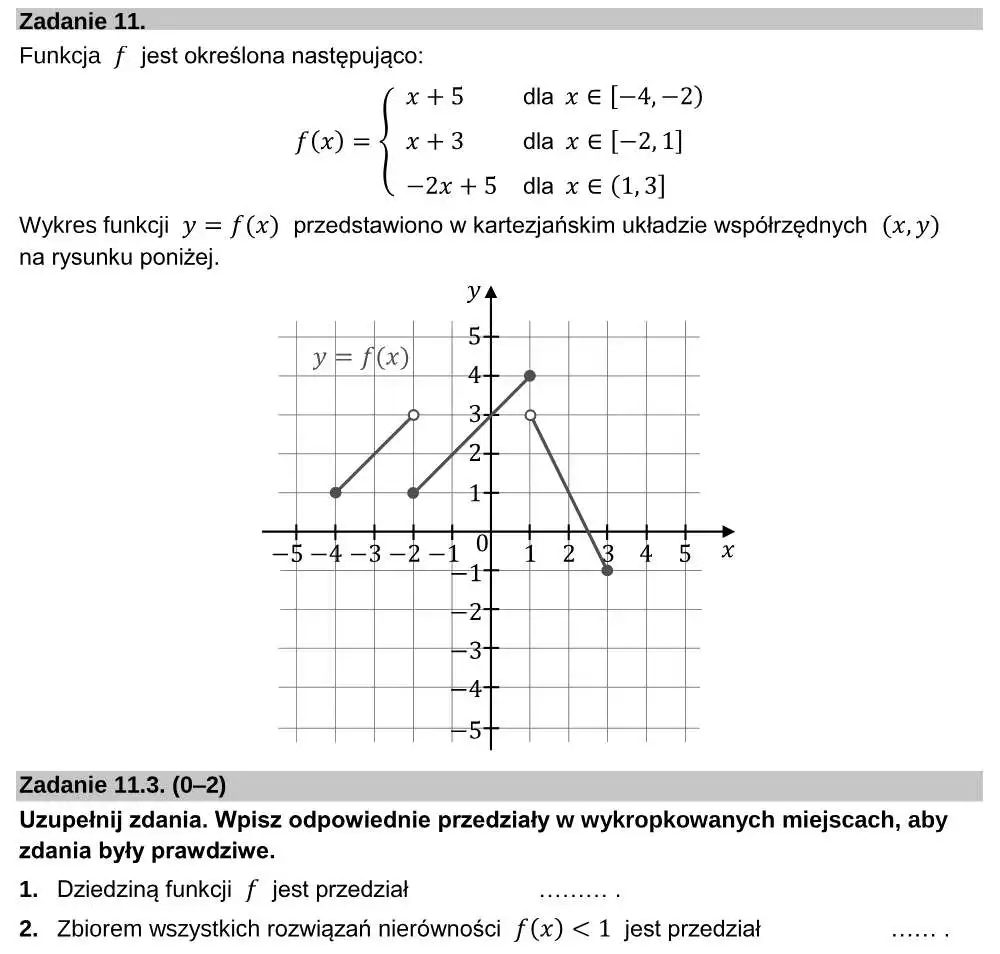 Zadanie 11.
Funkcja f jest określona następująco:
x + 5 dla x ∈ [−4, −2)
f(x) = { x + 3 dla x ∈ [−2, 1]
−2x + 5 dla x ∈ (1, 3]
Wykres funkcji y = f(x) przedstawiono w kartezjańskim układzie współrzędnych (x, y)
na rysunku poniżej.
y
5
y = f(x)
4
3
2
1
0
−5 −4 −3 −2 −1 1 2 3 4 5 x
−1
−2
−3
−4
−5
Zadanie 11.3. (0–2)
Uzupełnij zdania. Wpisz odpowiednie przedziały w wykropkowanych miejscach, aby
zdania były prawdziwe.
1. Dziedziną funkcji f jest przedział ......... .
2. Zbiorem wszystkich rozwiązań nierówności f(x) < 1 jest przedział ...... .